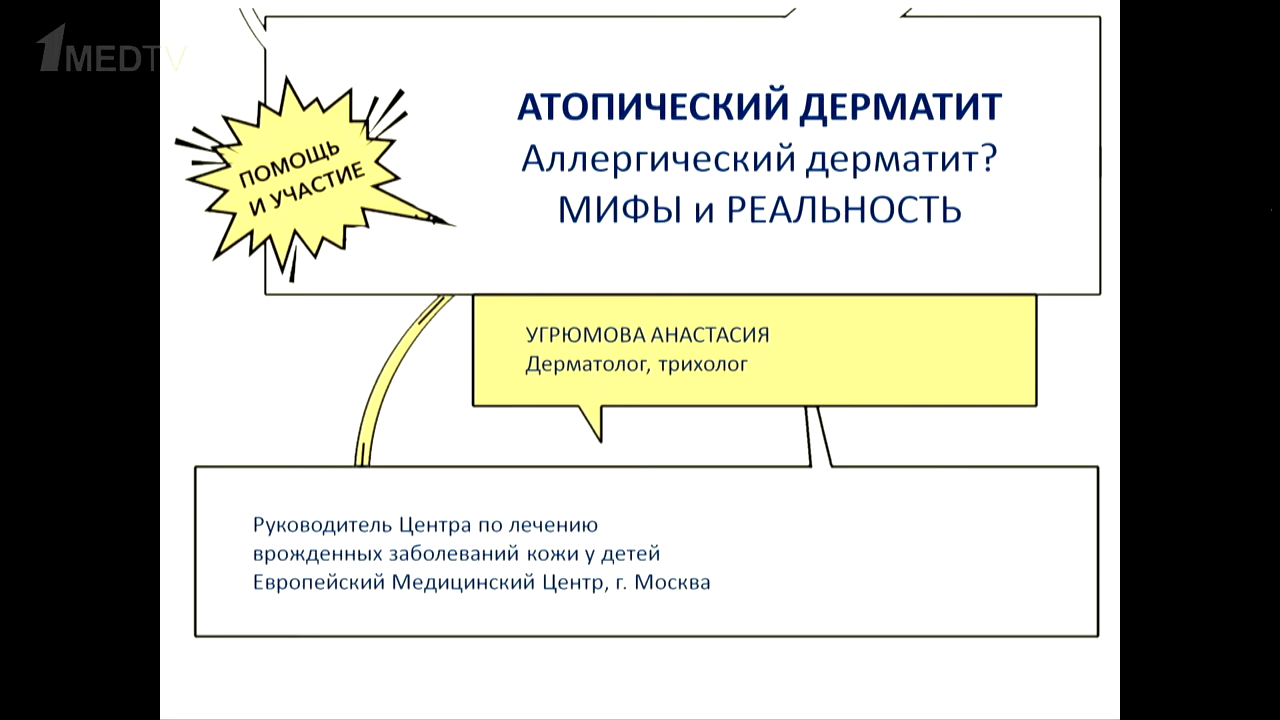 1MEDTV
ПОМОЩЬ
И УЧАСТИЕ
АТОПИЧЕСКИЙ ДЕРМАТИТ
Аллергический дерматит?
МИФЫ и РЕАЛЬНОСТЬ
УГРЮМОВА АНАСТАСИЯ
Дерматолог, трихолог
Руководитель Центра по лечению
врожденных заболеваний кожи у детей
Европейский Медицинский Центр, г. Москва